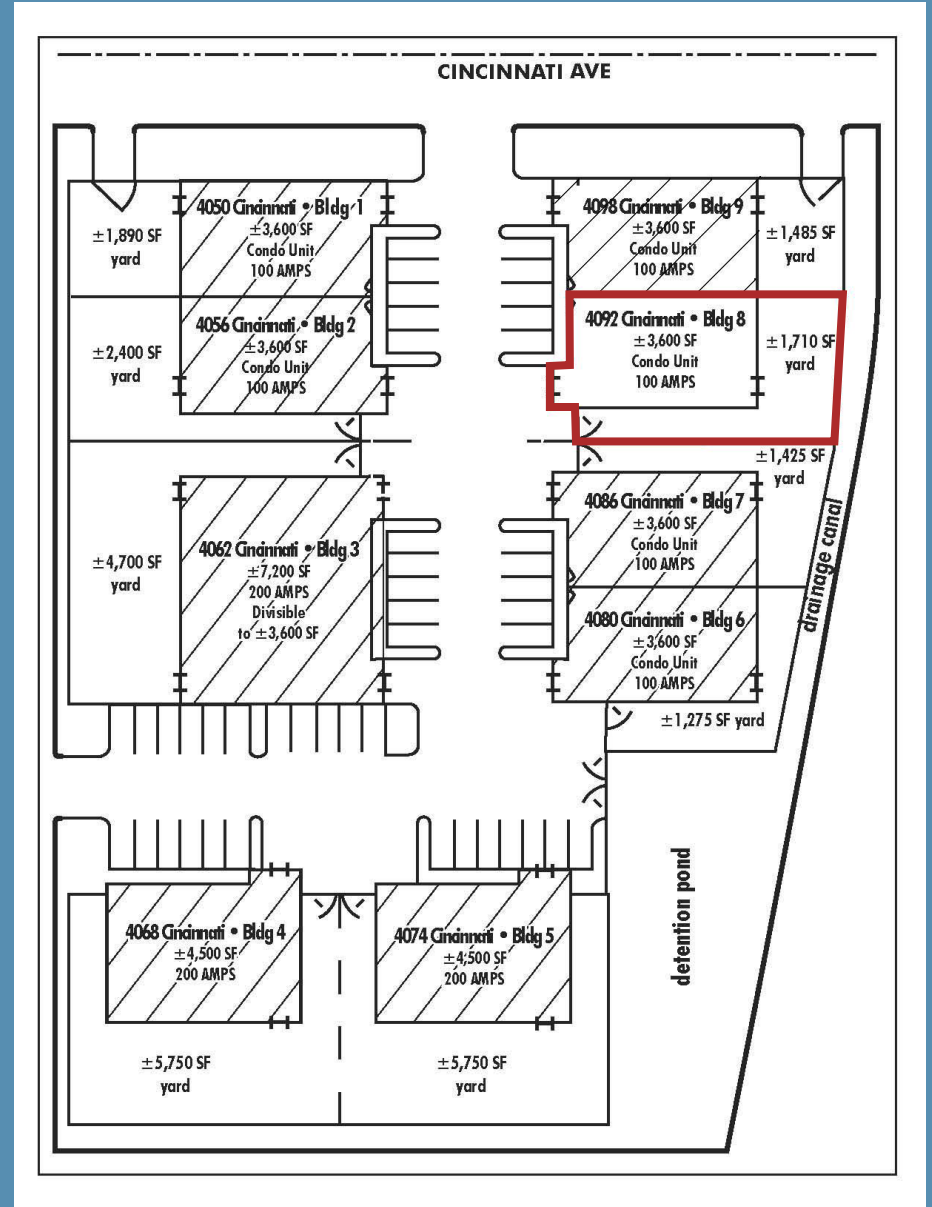 CINCINNATI AVE
4050 Cincinnati • Bldg 1
±3,600 SF
Condo Unit
100 AMPS
±1,890 SF
yard
4056 Cincinnati • Bldg 2
±3,600 SF
Condo Unit
100 AMPS
±2,400 SF
yard
4062 Cincinnati • Bldg 3
±7,200 SF
200 AMPS
Divisible
to ±3,600 SF
±4,700 SF
yard
4098 Cincinnati • Bldg 9
±3,600 SF
Condo Unit
100 AMPS
±1,485 SF
yard
4092 Cincinnati • Bldg 8
±3,600 SF
Condo Unit
100 AMPS
±1,710 SF
yard
±1,425 SF
yard
4086 Cincinnati • Bldg 7
±3,600 SF
Condo Unit
100 AMPS
4080 Cincinnati • Bldg 6
±3,600 SF
Condo Unit
100 AMPS
±1,275 SF yard
drainage canal
detention pond
4068 Cincinnati • Bldg 4
±4,500 SF
200 AMPS
±5,750 SF
yard
4074 Cincinnati • Bldg 5
±4,500 SF
200 AMPS
±5,750 SF
yard